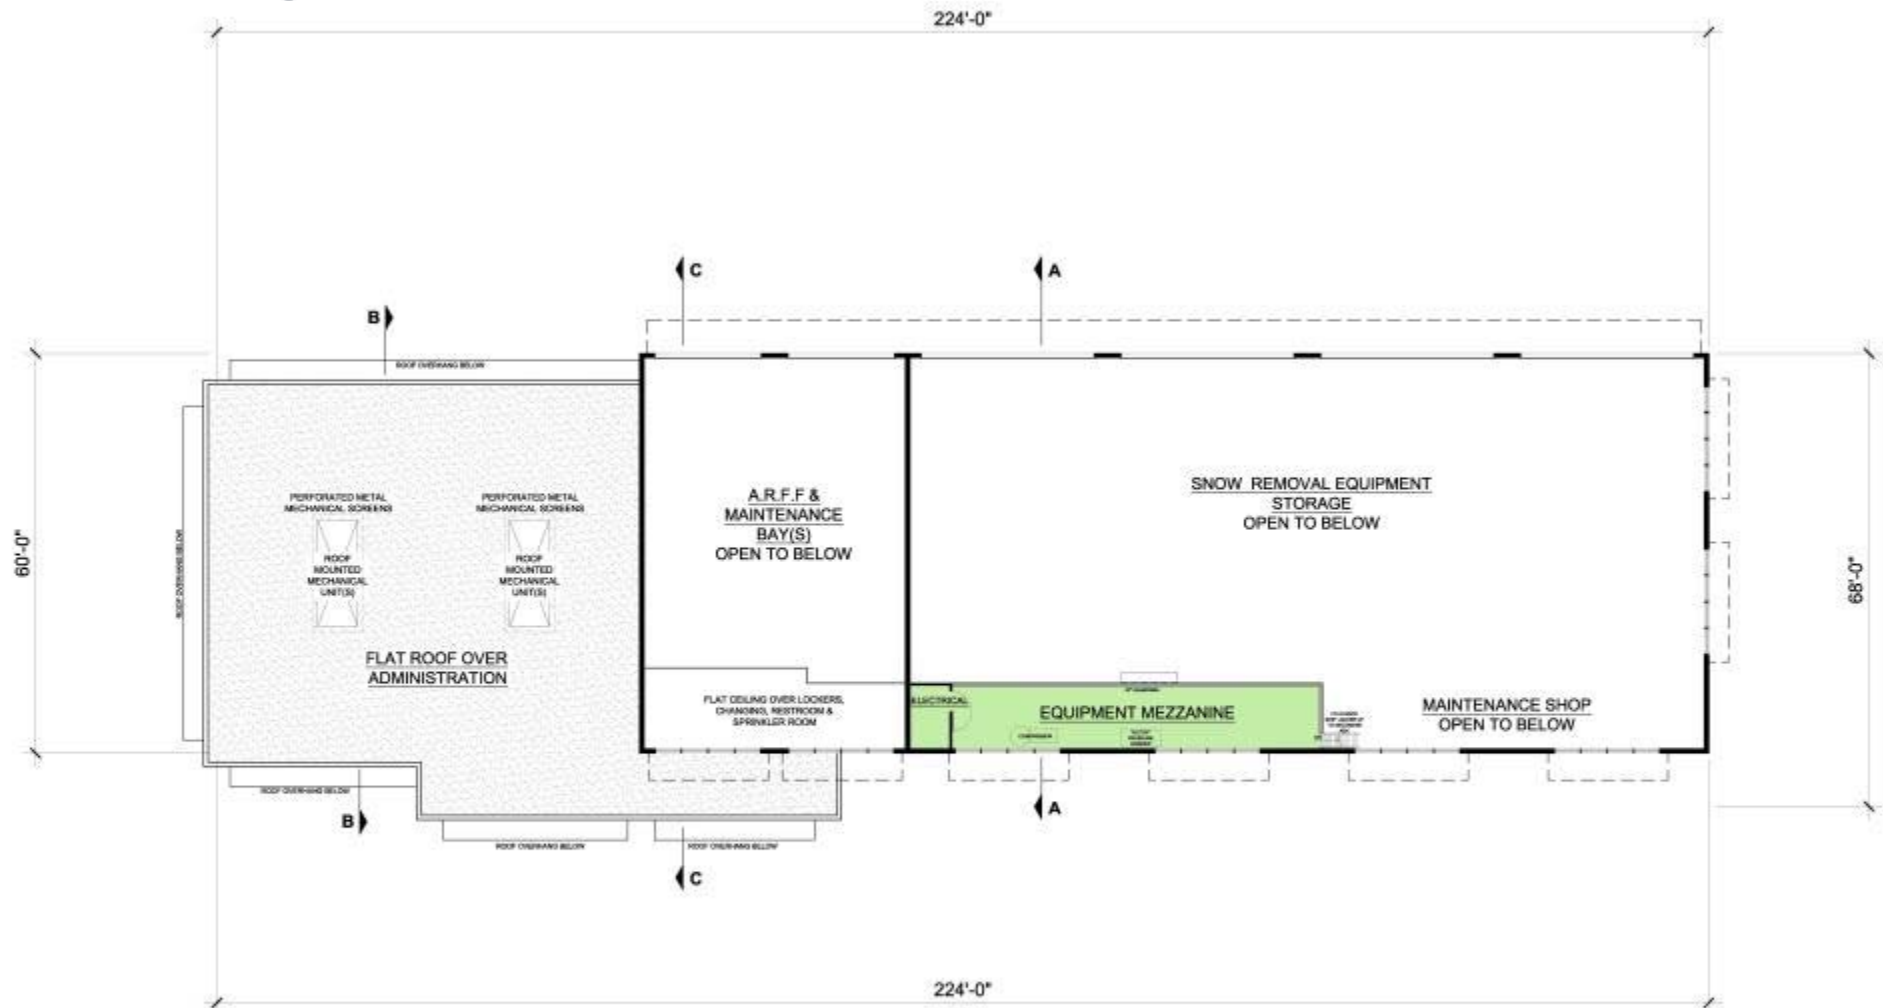 224'-0"
C
A
B
ROOF OVERHANG BELOW
60'-0"
68'-0"
ROOF OVERHANG BELOW
PERFORATED METAL
MECHANICAL SCREENS
PERFORATED METAL
MECHANICAL SCREENS
ROOF
MOUNTED
MECHANICAL
UNIT(S)
ROOF
MOUNTED
MECHANICAL
UNIT(S)
FLAT ROOF OVER
ADMINISTRATION
A.R.F.F &
MAINTENANCE
BAY(S)
OPEN TO BELOW
SNOW REMOVAL EQUIPMENT
STORAGE
OPEN TO BELOW
FLAT CEILING OVER LOCKERS,
CHANGING, RESTROOM &
SPRINKLER ROOM
ELECTRICAL
EQUIPMENT MEZZANINE
MAINTENANCE SHOP
OPEN TO BELOW
ROOF OVERHANG BELOW
B
A
ROOF OVERHANG BELOW
ROOF OVERHANG BELOW
C
224'-0"